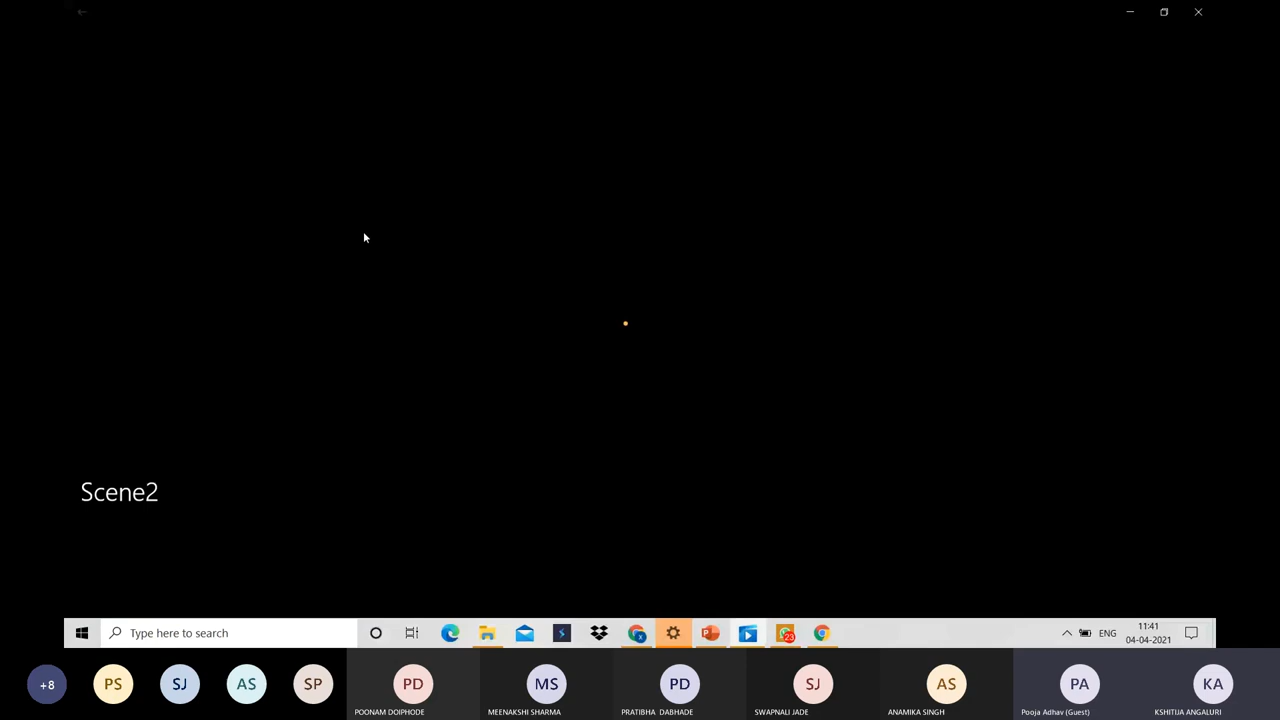 Scene2
Type here to search
23
ENG
11:41
04-04-2021
+8
PS
SJ
AS
SP
PD
MS
PD
SJ
AS
PA
KA
POONAM DOIPHODE
MEENAKSHI SHARMA
PRATIBHA DABHADE
SWAPNALI JADE
ANAMIKA SINGH
Pooja Adhav (Guest)
KSHITIJA ANGALURI